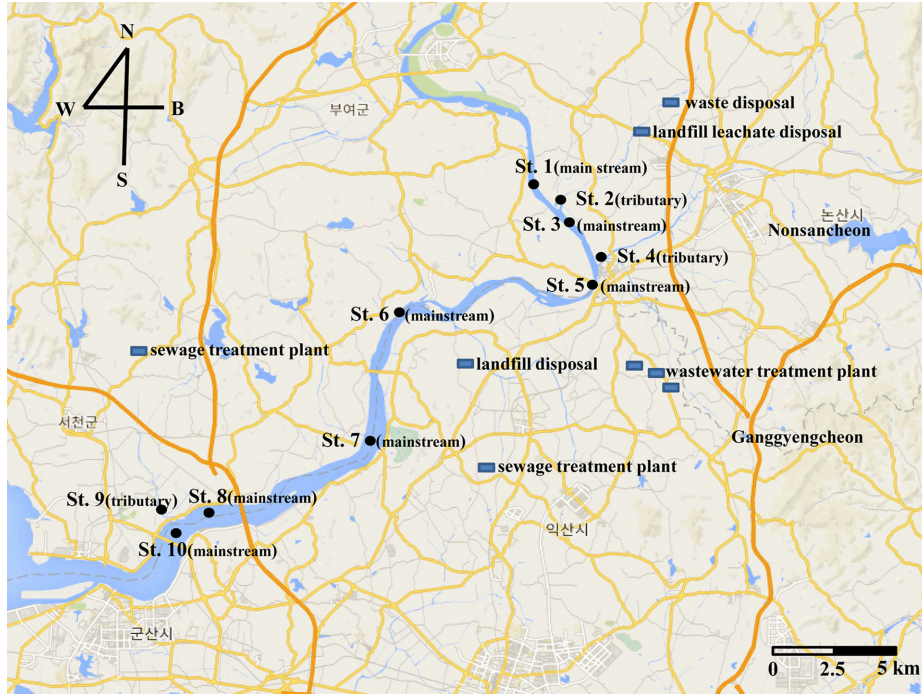 N
W B
S
부여군
waste disposal
landfill leachate disposal
St. 1(main stream)
St. 2(tributary)
St. 3 (mainstream)
논산시
Nonsancheon
St. 4(tributary)
St. 5(mainstream)
St. 6(mainstream)
sewage treatment plant
landfill disposal
wastewater treatment plant
서천군
St. 7(mainstream)
Ganggyengcheon
sewage treatment plant
St. 9(tributary)
St. 8(mainstream)
익산시
St. 10(mainstream)
군산시
0 2.5 5 km